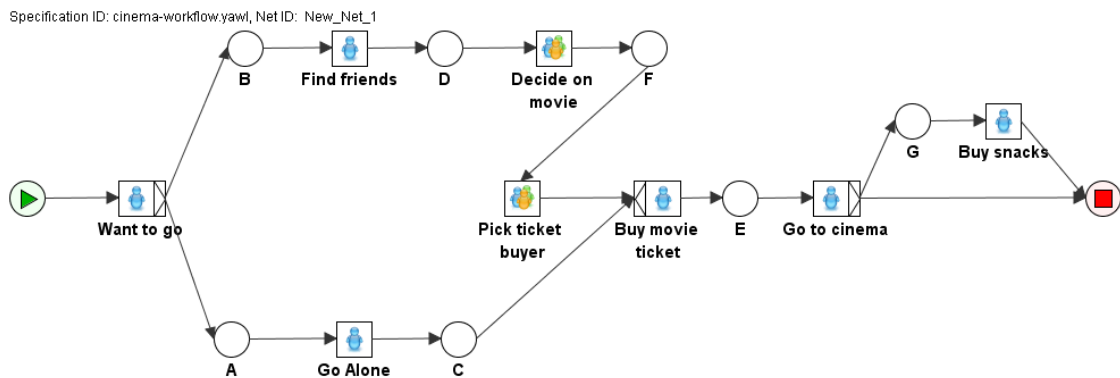 Specification ID: cinema-workflow.yawl, Net ID: New_Net_1
B
Find friends
D
Decide on
movie
F
G
Buy snacks
Want to go
Pick ticket
buyer
Buy movie
ticket
E
Go to cinema
A
Go Alone
C